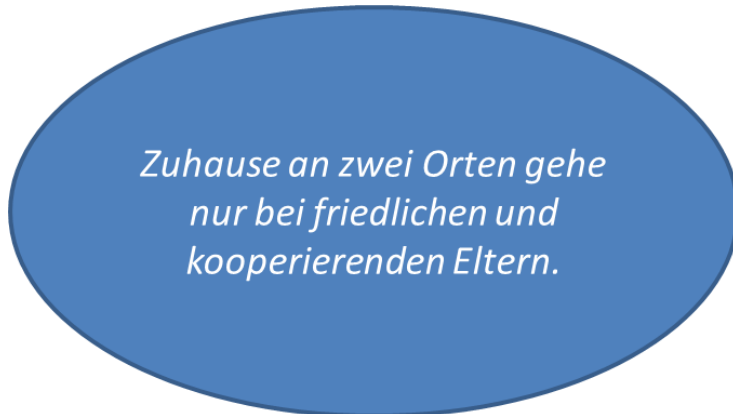 Zuhause an zwei Orten gehe
nur bei friedlichen und
kooperierenden Eltern.